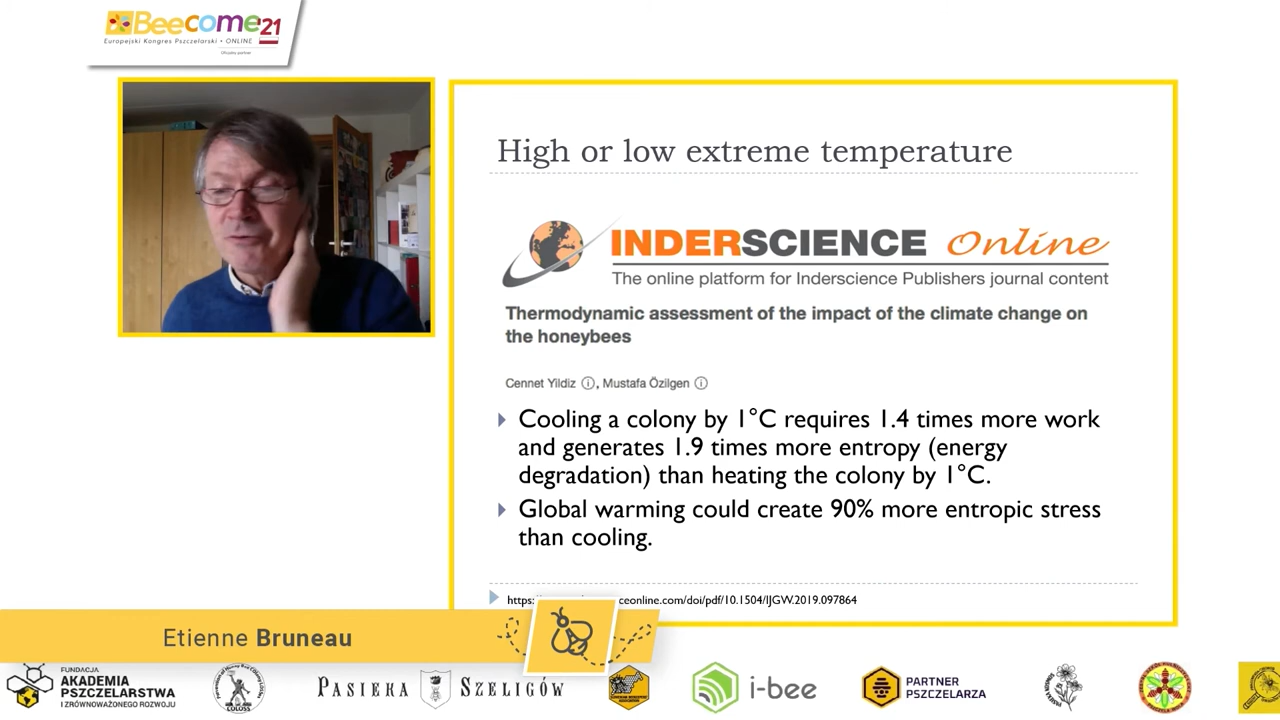 Beecome'21
Europejski Kongres Pszczelarski • ONLINE
High or low extreme temperature
INDERSCIENCE Online
The online platform for Inderscience Publishers journal content
Thermodynamic assessment of the impact of the climate change on
the honeybees
Cennet Yildiz ⓘ, Mustafa Özilgen ⓘ
Cooling a colony by 1°C requires 1.4 times more work
and generates 1.9 times more entropy (energy
degradation) than heating the colony by 1°C.
Global warming could create 90% more entropic stress
than cooling.
https: ceonline.com/doi/pdf/10.1504/IJGW.2019.097864
Etienne Bruneau
FUNDACJA
AKADEMIA
PSZCZELARSTWA
I ZRÓWNOWAŻONEGO ROZWOJU
COLOSS
PASIEKA SZELIGÓW
i-bee
PARTNER
PSZCZELARZA